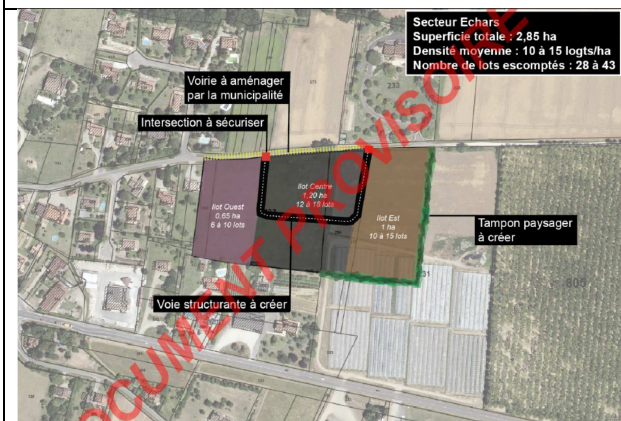 Secteur Echars
Superficie totale : 2,85 ha
Densité moyenne : 10 à 15 logts/ha
Nombre de lots escomptés : 28 à 43
Voirie à aménager
par la municipalité
Intersection à sécuriser
Ilot Ouest
0,65 ha
6 à 10 lots
Ilot Centre
1,20 ha
12 à 18 lots
Ilot Est
1 ha
10 à 15 lots
Tampon paysager
à créer
Voie structurante à créer
DOCUMENT PROVISOIRE